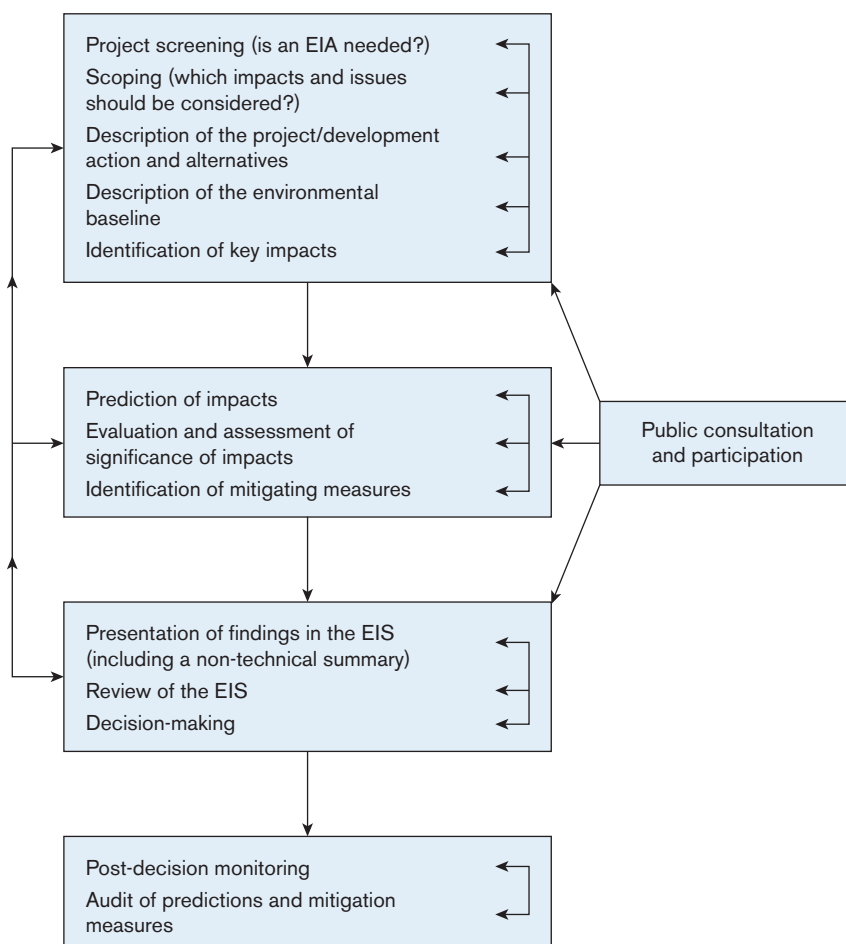 Project screening (is an EIA needed?)
Scoping (which impacts and issues
should be considered?)
Description of the project/development
action and alternatives
Description of the environmental
baseline
Identification of key impacts
Prediction of impacts
Evaluation and assessment of
significance of impacts
Identification of mitigating measures
Public consultation
and participation
Presentation of findings in the EIS
(including a non-technical summary)
Review of the EIS
Decision-making
Post-decision monitoring
Audit of predictions and mitigation
measures